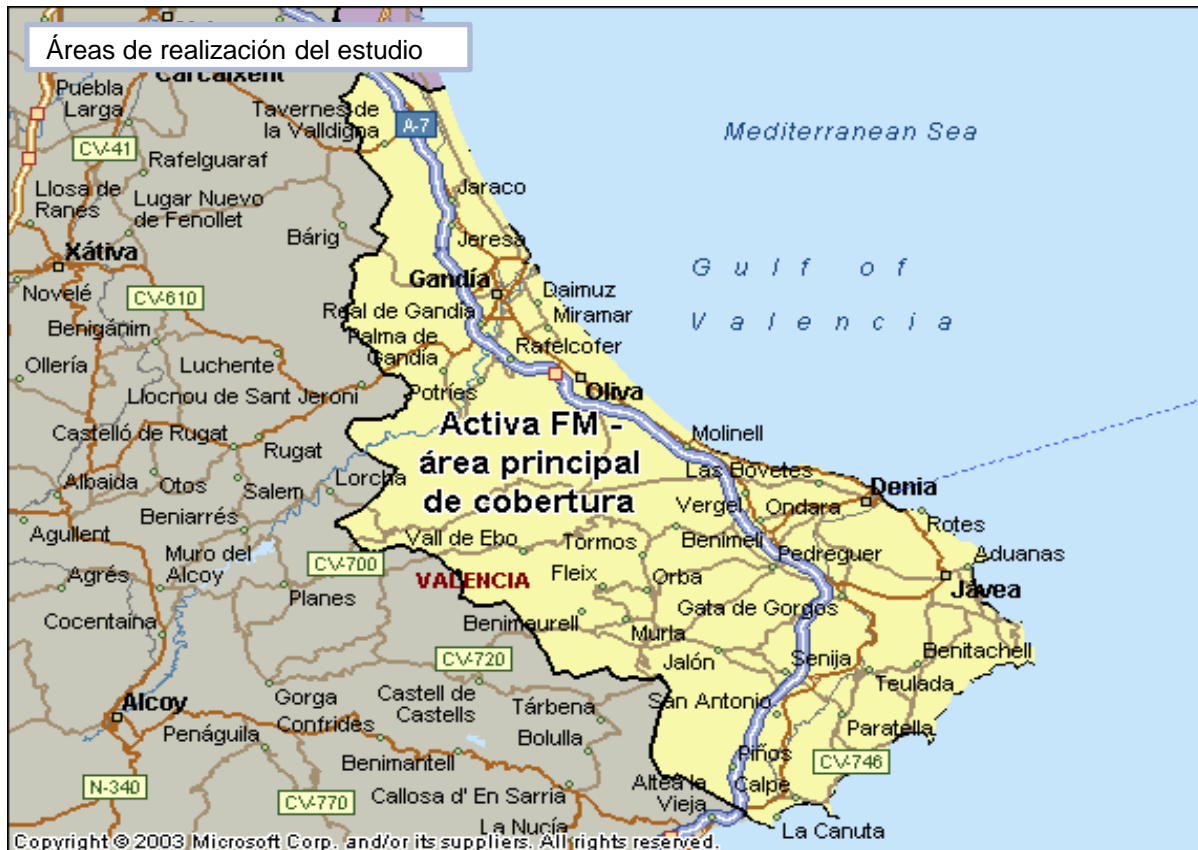 Áreas de realización del estudio
Carcaixent
Puebla
Larga
Tavernes de
la Valldigna
A-7
Mediterranean Sea
CV-41
Rafelguaraf
Llosa de
Ranes
Lugar Nuevo
de Fenollet
Jaraco
Bárig
Jeresa
Xátiva
Gulf of
Valencia
Novelé
CV-610
Gandía
Daimuz
Real de Gandia
Miramar
Benigánim
Palma de
Gandia
Rafelcofer
Ollería
Luchente
Llocnou de Sant Jeroni
Potríes
Oliva
Activa FM -
área principal
de cobertura
Castelló de Rugat
Rugat
Molinell
Las Bovetes
Albaida
Otos
Salem
Lorcha
Vergel
Ondara
Denia
Beniarrés
Rotes
Agullent
Vall de Ebo
Tormos
Benimeli
Pedreguer
Aduanas
Muro del
Alcoy
CV-700
VALENCIA
Fleix
Orba
Jávea
Agrés
Planes
Gata de Gorgos
Cocentaina
Benimaurell
Murla
CV-720
Jalón
Senija
Benitachell
Teulada
Gorga
Castell de
Castells
San Antonio
Alcoy
Confrides
Tárbena
Paratella
Penáguila
Bolulla
Piños
CV-746
Benimantell
N-340
CV-770
Callosa d' En Sarria
Altea la
Vieja
Calpe
La Nucía
La Canuta
Copyright © 2003 Microsoft Corp. and/or its suppliers. All rights reserved.